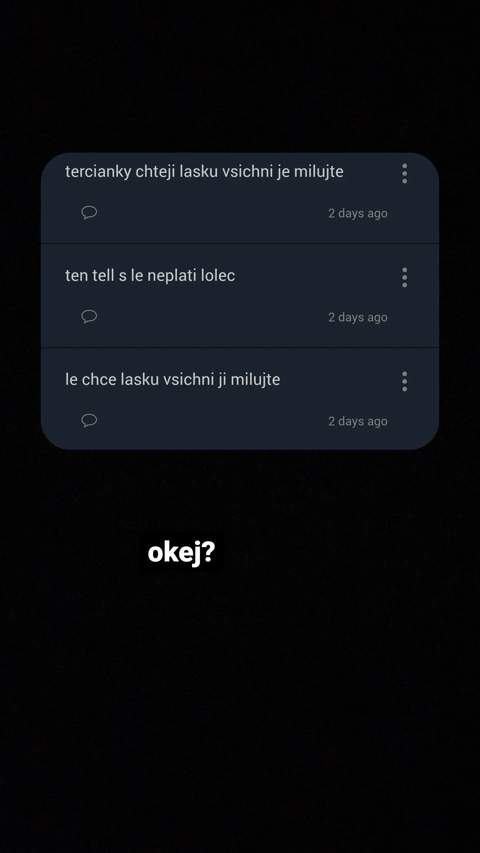 tercianky chteji lasku vsichni je milujte
2 days ago
ten tell s le neplati lolec
2 days ago
le chce lasku vsichni ji milujte
2 days ago
okej?